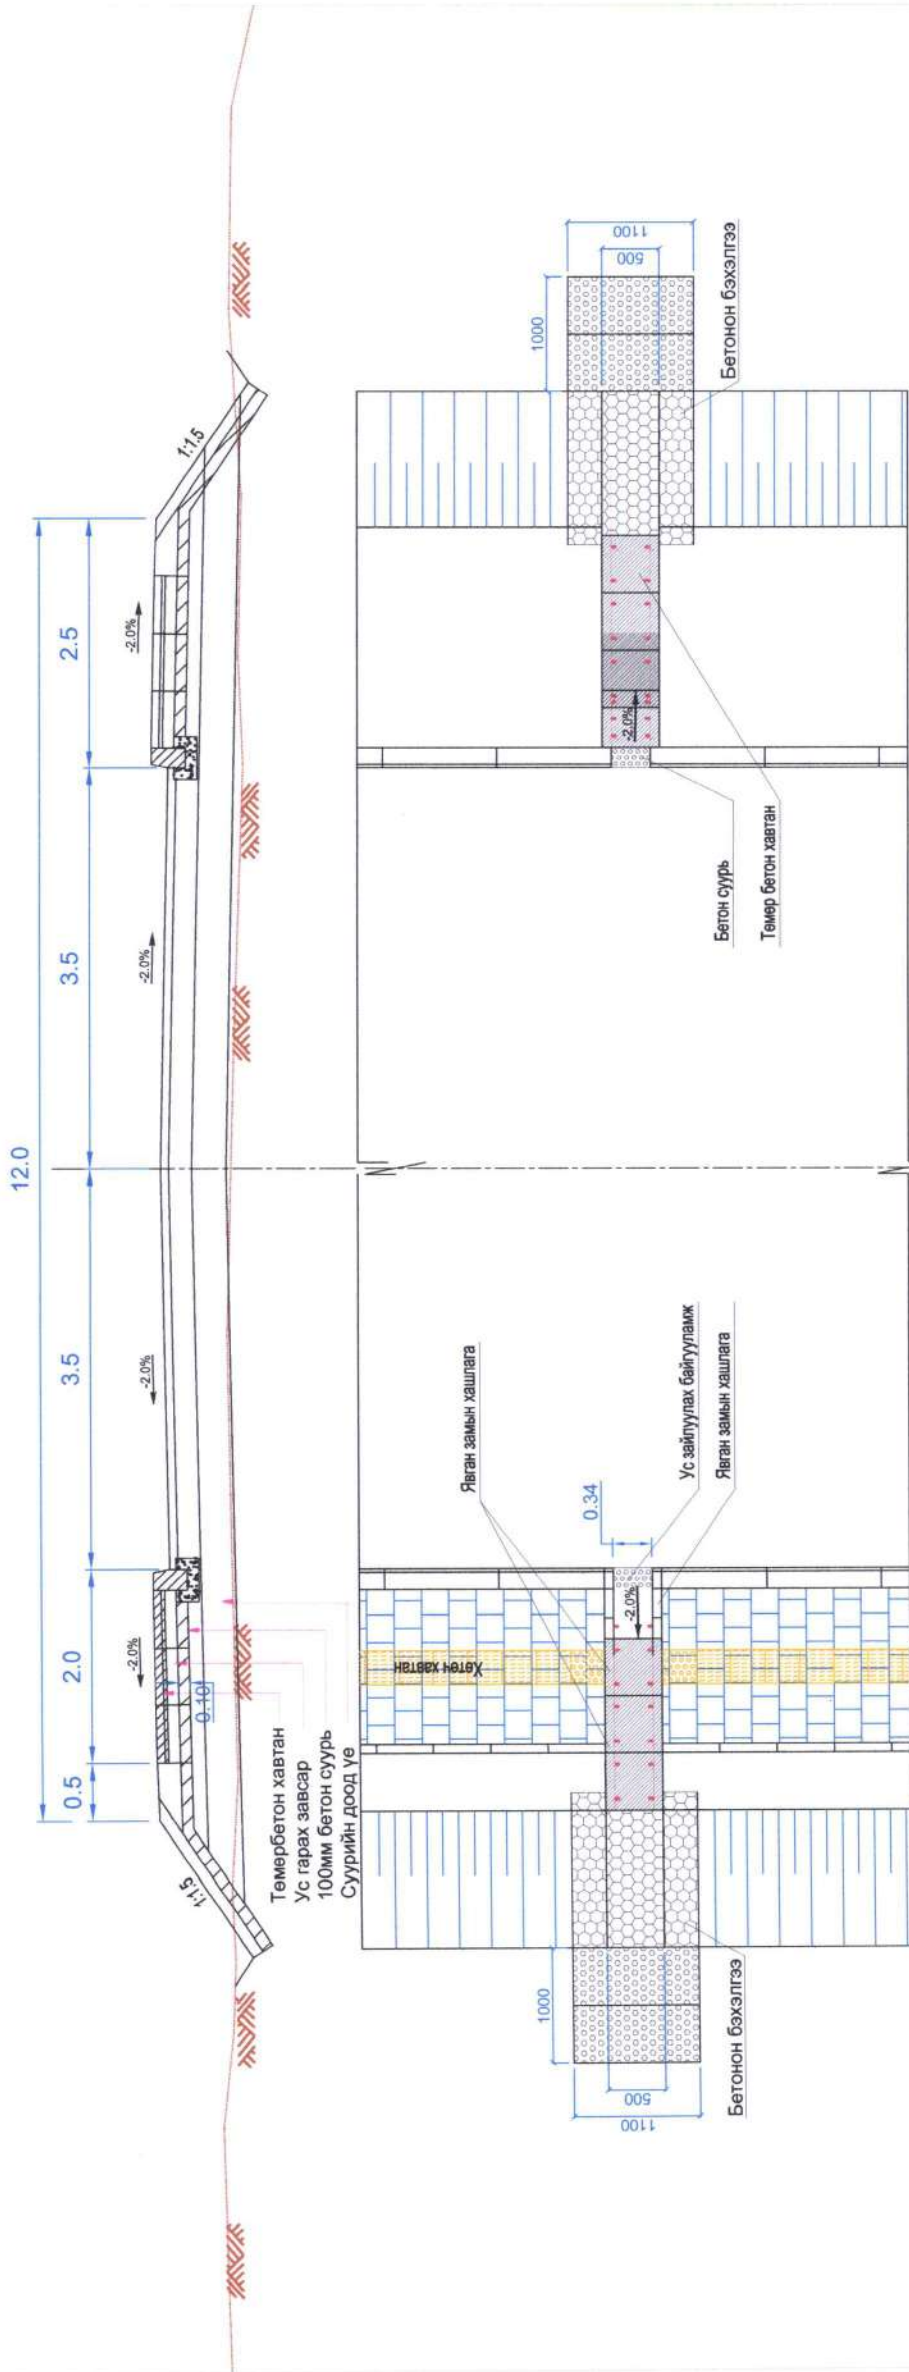 12.0
0.5
2.0
3.5
3.5
2.5
1:1.5
-2.0%
-2.0%
-2.0%
-2.0%
1:1.5
0.10
Төмөрбетон хавтан
Ус гарах завсар
100мм бетон суурь
Суурийн доод үе
1000
1100
500
Бетонон бэхэлгээ
Хөтөч хавтан
-2.0%
0.34
Явган замын хашлага
Ус зайлуулах байгууламж
Явган замын хашлага
Бетон суурь
Төмөр бетон хавтан
-2.0%
1000
500
1100
Бетонон бэхэлгээ